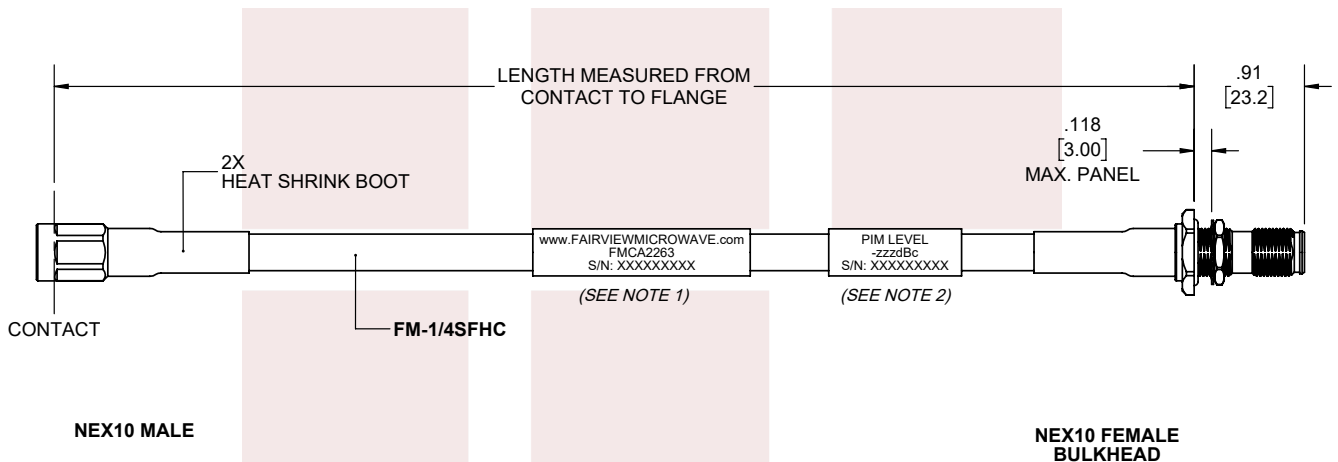 LENGTH MEASURED FROM
CONTACT TO FLANGE
.91
[23.2]
.118
[3.00]
MAX. PANEL
2X
HEAT SHRINK BOOT
www.FAIRVIEWMICROWAVE.com
FMCA2263
S/N: XXXXXXXXX
PIM LEVEL
-zzzdBc
S/N: XXXXXXXXX
(SEE NOTE 1)
(SEE NOTE 2)
CONTACT
FM-1/4SFHC
NEX10 MALE
NEX10 FEMALE
BULKHEAD